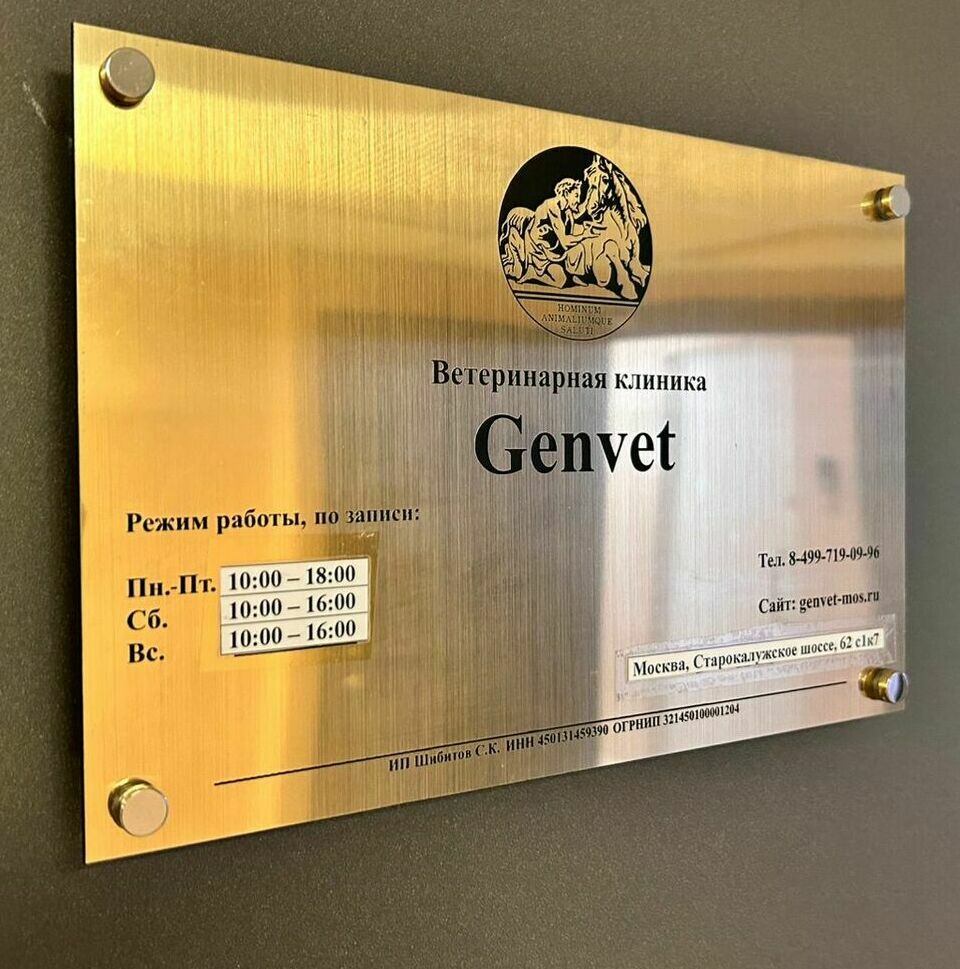 HOMINUM
ANIMALIUMQUE
SALUTI
Ветеринарная клиника
Genvet
Режим работы, по записи:
Пн.-Пт. 10:00 – 18:00
Сб. 10:00 – 16:00
Вс. 10:00 – 16:00
Тел. 8-499-719-09-96
Сайт: genvet-mos.ru
Москва, Старокалужское шоссе, 62 с1к7
ИП Шибитов С.К. ИНН 450131459390 ОГРНИП 321450100001204